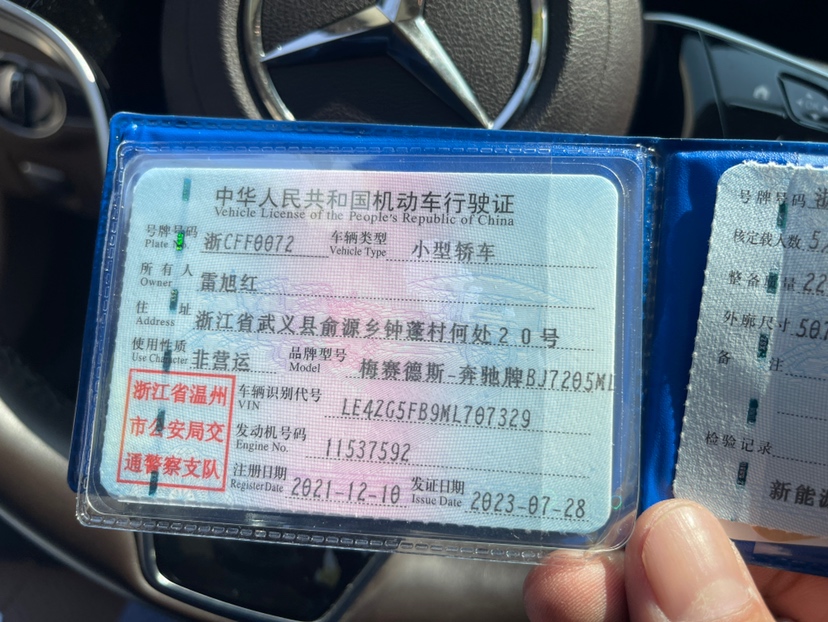 中华人民共和国机动车行驶证
Vehicle License of the People's Republic of China
号牌号码 浙CFF0072 车辆类型 小型轿车
Plate No. Vehicle Type
所有人 雷旭红
Owner
住址 浙江省武义县俞源乡钟蓬村何处20号
Address
使用性质 非营运 品牌型号 梅赛德斯-奔驰牌BJ7205ML
Use Character Model
浙江省温州
市公安局交
通警察支队
车辆识别代号 LE4ZG5FB9ML707329
VIN
发动机号码 11537592
Engine No.
注册日期 2021-12-10 发证日期 2023-07-28
Register Date Issue Date
号牌号码 浙
核定载人数 5人
整备质量 22
外廓尺寸 507
备注
检验记录
新能源